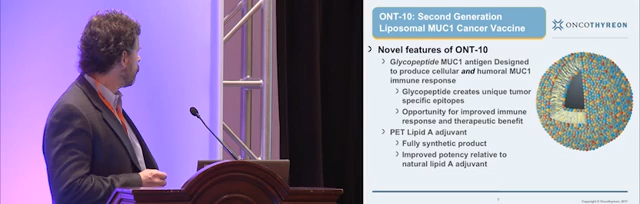 ONT-10: Second Generation
Liposomal MUC1 Cancer Vaccine
ONCOTHYREON
Novel features of ONT-10
Glycopeptide MUC1 antigen Designed
to produce cellular and humoral MUC1
immune response
Glycopeptide creates unique tumor
specific epitopes
Opportunity for improved immune
response and therapeutic benefit
PET Lipid A adjuvant
Fully synthetic product
Improved potency relative to
natural lipid A adjuvant
Copyright © Oncothyreon,